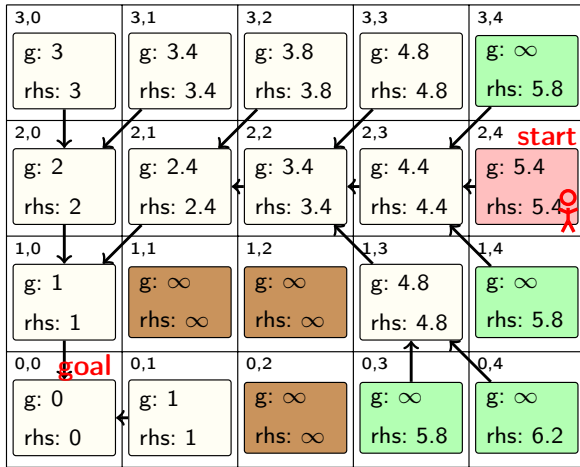 3,0 3,1 3,2 3,3 3,4
g: 3 g: 3.4 g: 3.8 g: 4.8 g: ∞
rhs: 3 rhs: 3.4 rhs: 3.8 rhs: 4.8 rhs: 5.8
2,0 2,1 2,2 2,3 2,4
start
g: 2 g: 2.4 g: 3.4 g: 4.4 g: 5.4
rhs: 2 rhs: 2.4 rhs: 3.4 rhs: 4.4 rhs: 5.4
1,0 1,1 1,2 1,3 1,4
g: 1 g: ∞ g: ∞ g: 4.8 g: ∞
rhs: 1 rhs: ∞ rhs: ∞ rhs: 4.8 rhs: 5.8
0,0 0,1 0,2 0,3 0,4
goal
g: 0 g: 1 g: ∞ g: ∞ g: ∞
rhs: 0 rhs: 1 rhs: ∞ rhs: 5.8 rhs: 6.2